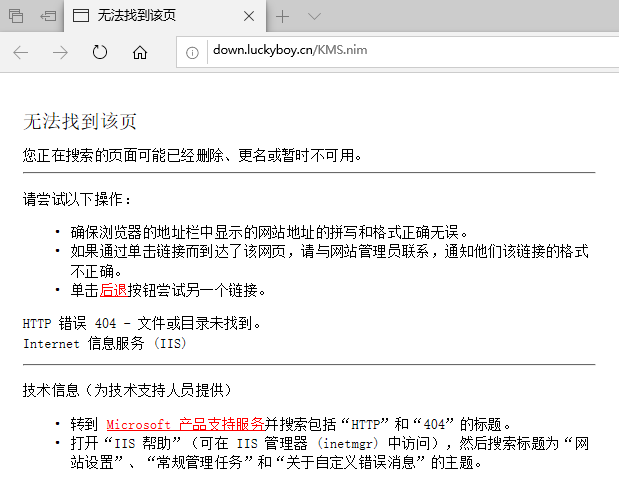 无法找到该页
down.luckyboy.cn/KMS.nim
无法找到该页
您正在搜索的页面可能已经删除、更名或暂时不可用。
请尝试以下操作：
• 确保浏览器的地址栏中显示的网站地址的拼写和格式正确无误。
• 如果通过单击链接而到达了该网页，请与网站管理员联系，通知他们该链接的格式
不正确。
• 单击后退按钮尝试另一个链接。
HTTP 错误 404 - 文件或目录未找到。
Internet 信息服务 (IIS)
技术信息（为技术支持人员提供）
• 转到 Microsoft 产品支持服务并搜索包括“HTTP”和“404”的标题。
• 打开“IIS 帮助”（可在 IIS 管理器 (inetmgr) 中访问），然后搜索标题为“网
站设置”、“常规管理任务”和“关于自定义错误消息”的主题。